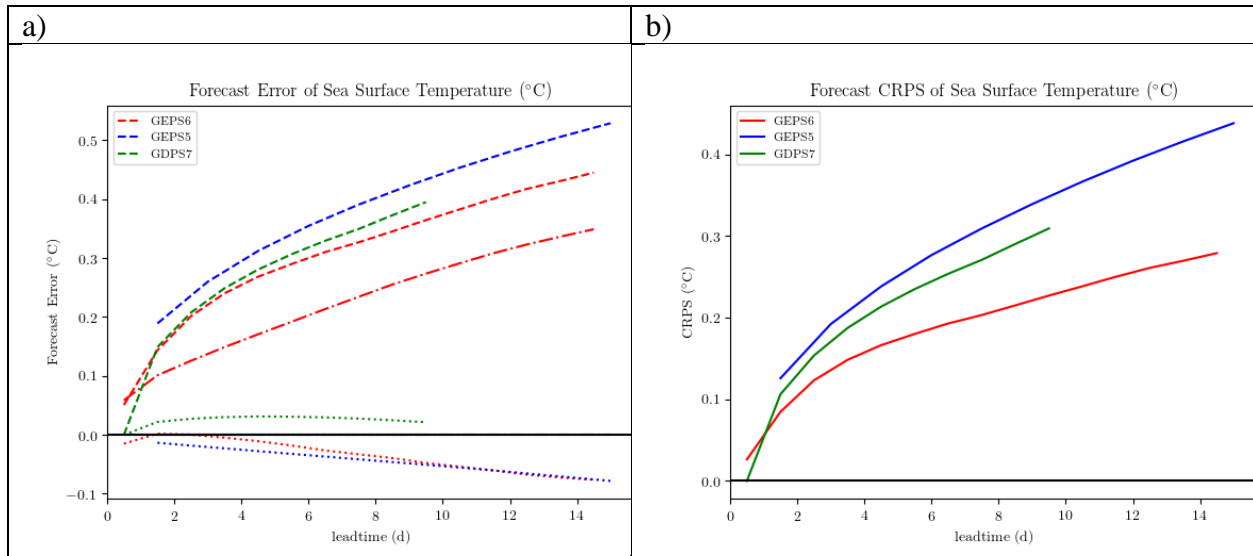 a)
b)
Forecast Error of Sea Surface Temperature (°C)
GEPS6
GEPS5
GDPS7
0.5
0.4
0.3
0.2
0.1
0.0
−0.1
Forecast Error (°C)
0 2 4 6 8 10 12 14
leadtime (d)
Forecast CRPS of Sea Surface Temperature (°C)
GEPS6
GEPS5
GDPS7
0.4
0.3
0.2
0.1
0.0
CRPS (°C)
0 2 4 6 8 10 12 14
leadtime (d)